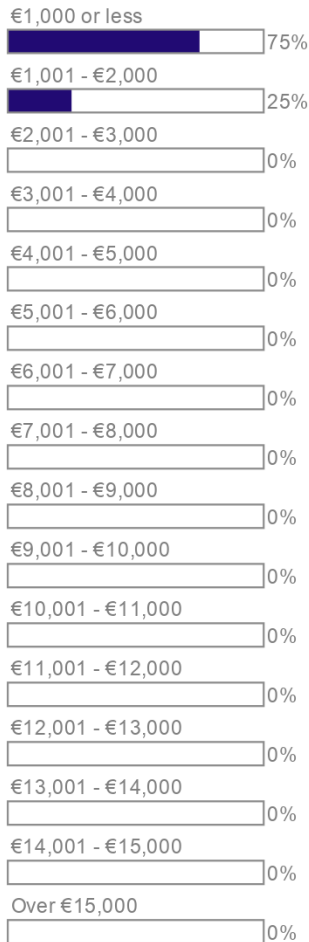 €1,000 or less
75%
€1,001 - €2,000
25%
€2,001 - €3,000
0%
€3,001 - €4,000
0%
€4,001 - €5,000
0%
€5,001 - €6,000
0%
€6,001 - €7,000
0%
€7,001 - €8,000
0%
€8,001 - €9,000
0%
€9,001 - €10,000
0%
€10,001 - €11,000
0%
€11,001 - €12,000
0%
€12,001 - €13,000
0%
€13,001 - €14,000
0%
€14,001 - €15,000
0%
Over €15,000
0%